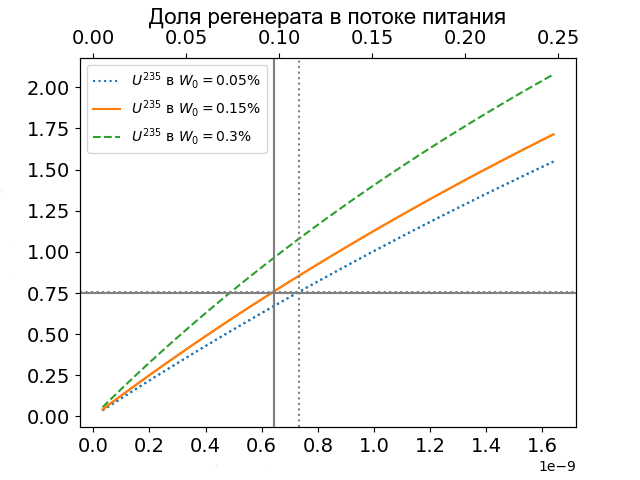 Доля регенерата в потоке питания
0.00 0.05 0.10 0.15 0.20 0.25
U²³⁵ в W₀ = 0.05%
U²³⁵ в W₀ = 0.15%
U²³⁵ в W₀ = 0.3%
2.00
1.75
1.50
1.25
1.00
0.75
0.50
0.25
0.00
0.0 0.2 0.4 0.6 0.8 1.0 1.2 1.4 1.6
1e−9